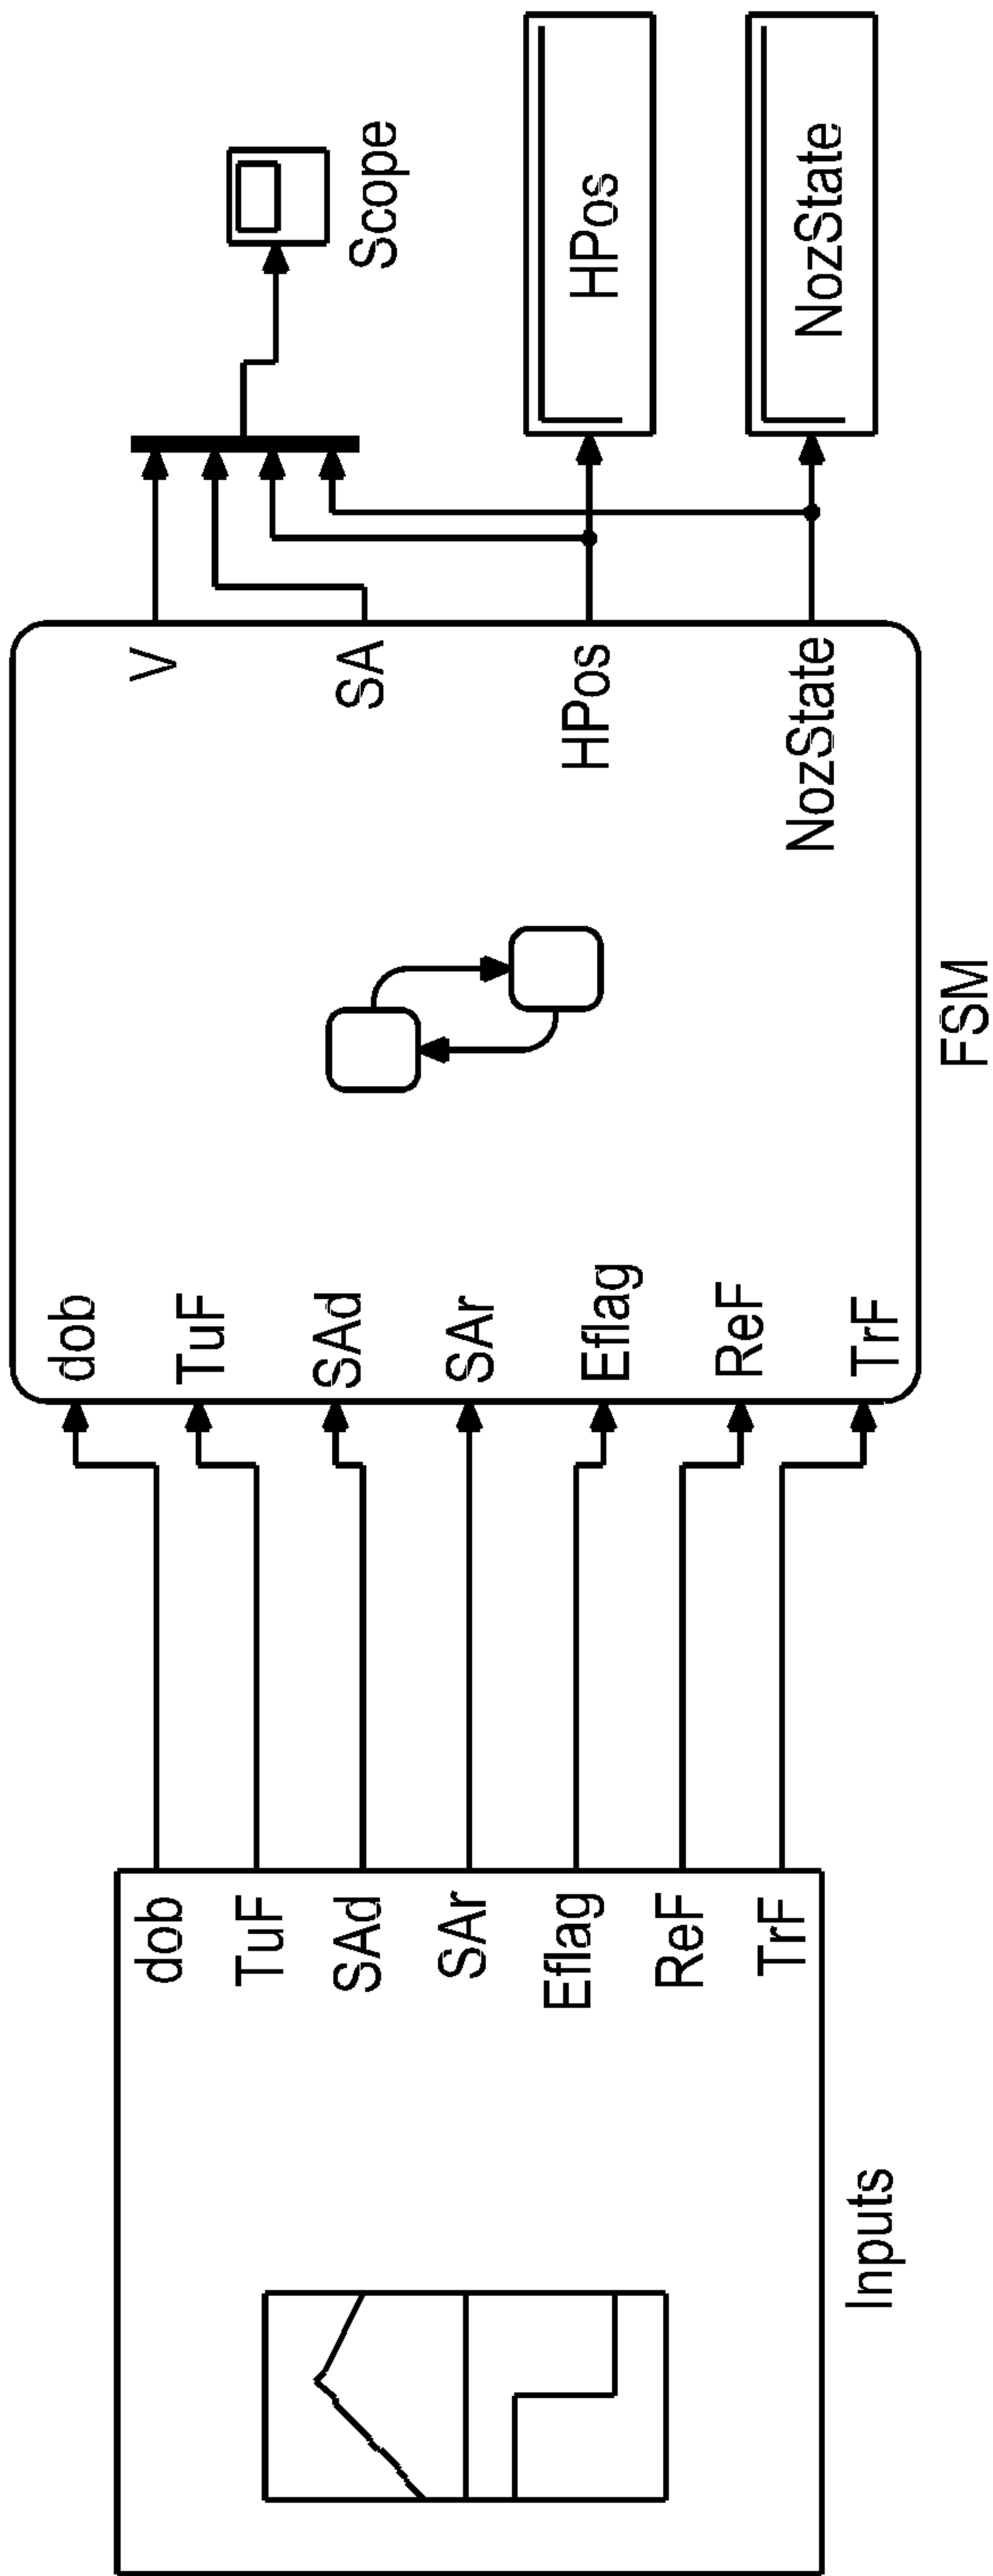 dob
TuF
SAd
SAr
Eflag
ReF
TrF
Inputs
dob
TuF
SAd
SAr
Eflag
ReF
TrF
V
SA
HPos
NozState
FSM
Scope
HPos
NozState